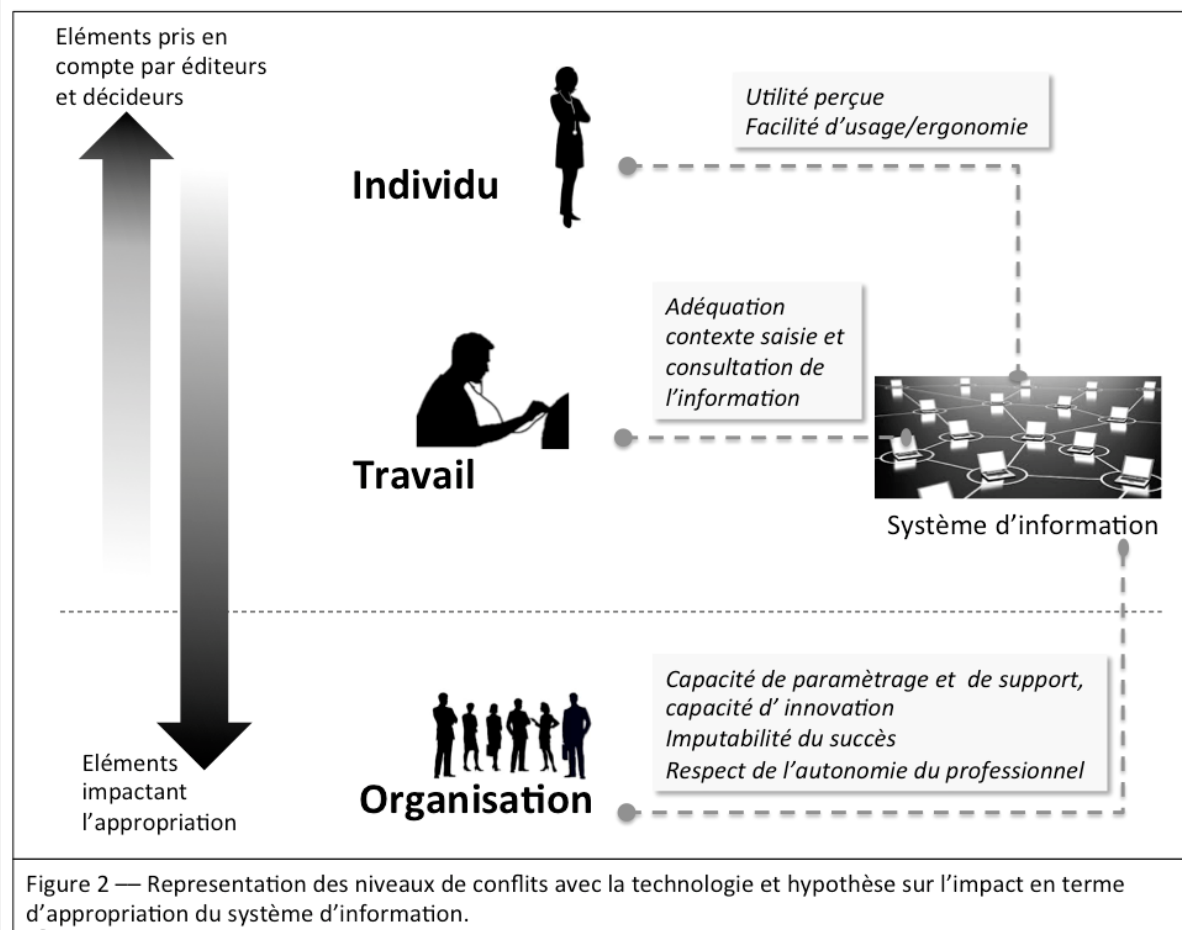 Eléments pris en
compte par éditeurs
et décideurs
Utilité perçue
Facilité d'usage/ergonomie
Individu
Adéquation
contexte saisie et
consultation de
l'information
Travail
Système d'information
Capacité de paramètrage et de support,
capacité d' innovation
Imputabilité du succès
Respect de l'autonomie du professionnel
Eléments
impactant
l'appropriation
Organisation
Figure 2 –– Representation des niveaux de conflits avec la technologie et hypothèse sur l'impact en terme
d'appropriation du système d'information.